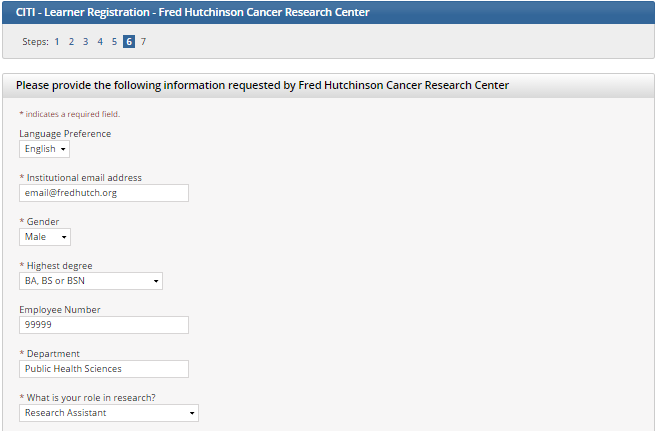 CITI - Learner Registration - Fred Hutchinson Cancer Research Center
Steps: 1 2 3 4 5 6 7
Please provide the following information requested by Fred Hutchinson Cancer Research Center
* indicates a required field.
Language Preference
English
* Institutional email address
email@fredhutch.org
* Gender
Male
* Highest degree
BA, BS or BSN
Employee Number
99999
* Department
Public Health Sciences
* What is your role in research?
Research Assistant